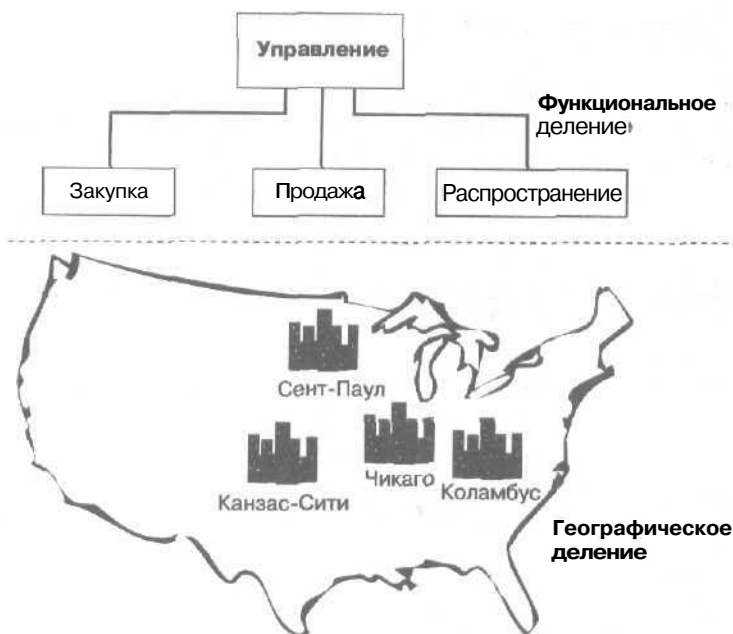 Управление
Функциональное
деление
Закупка
Продажа
Распространение
Сент-Паул
Канзас-Сити
Чикаго
Коламбус
Географическое
деление